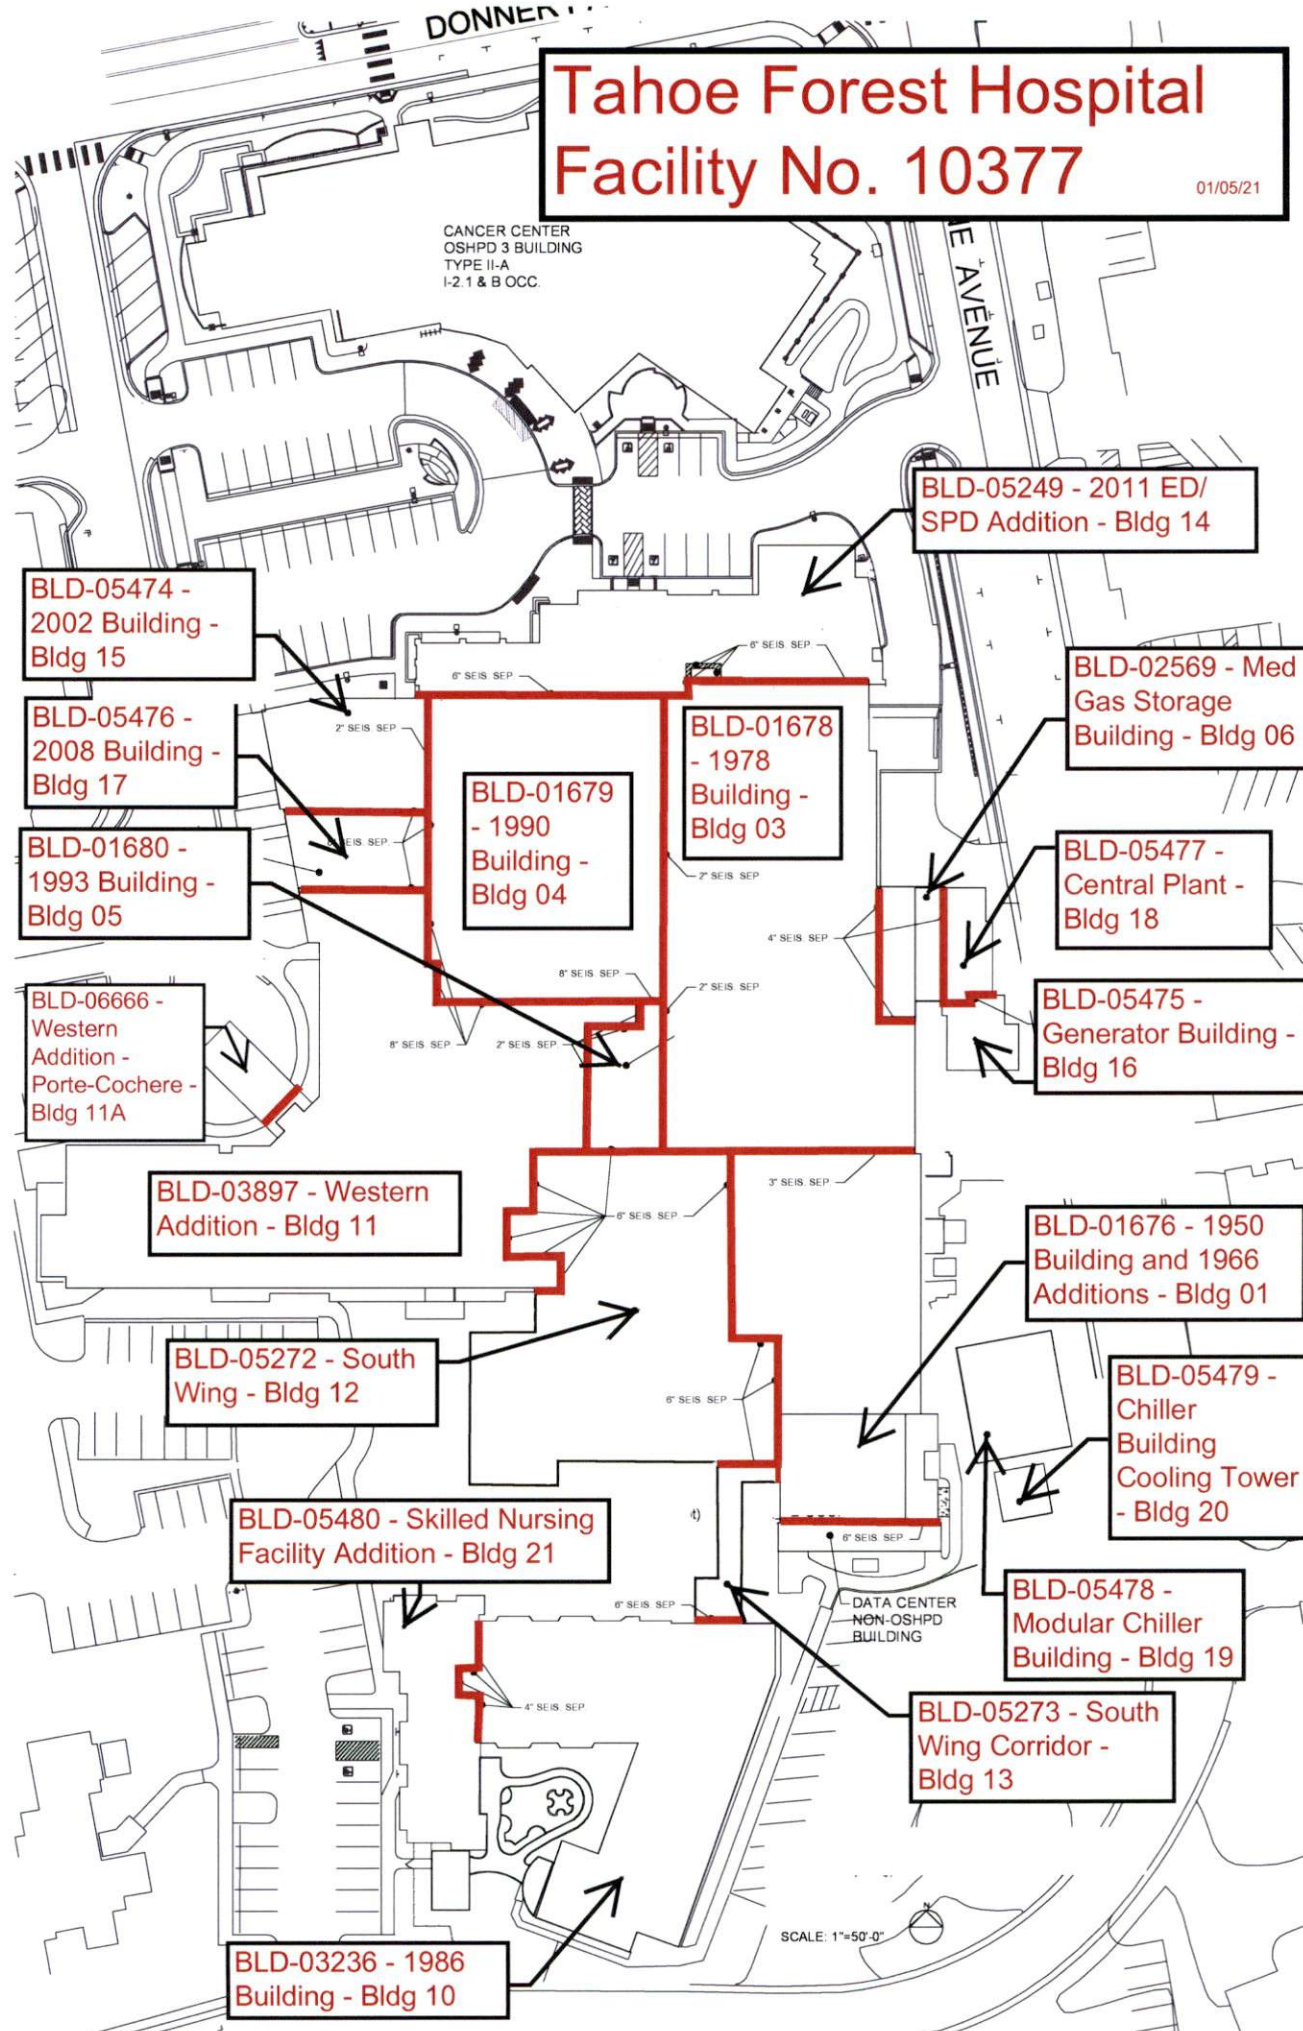 DONNER
Tahoe Forest Hospital
Facility No. 10377
01/05/21
CANCER CENTER
OSHPD 3 BUILDING
TYPE II-A
I-2.1 & B OCC.
AVENUE
BLD-05249 - 2011 ED/
SPD Addition - Bldg 14
BLD-05474 -
2002 Building -
Bldg 15
6" SEIS. SEP.
6" SEIS. SEP.
BLD-02569 - Med
Gas Storage
Building - Bldg 06
BLD-05476 -
2008 Building -
Bldg 17
2" SEIS. SEP.
BLD-01678
- 1978
Building -
Bldg 03
BLD-01679
- 1990
Building -
Bldg 04
BLD-01680 -
1993 Building -
Bldg 05
SEIS. SEP.
2" SEIS. SEP.
BLD-05477 -
Central Plant -
Bldg 18
4" SEIS. SEP.
8" SEIS. SEP.
2" SEIS. SEP.
BLD-06666 -
Western
Addition -
Porte-Cochere -
Bldg 11A
8" SEIS. SEP.
2" SEIS. SEP.
BLD-05475 -
Generator Building -
Bldg 16
BLD-03897 - Western
Addition - Bldg 11
3" SEIS. SEP.
6" SEIS. SEP.
BLD-01676 - 1950
Building and 1966
Additions - Bldg 01
BLD-05272 - South
Wing - Bldg 12
6" SEIS. SEP.
BLD-05479 -
Chiller
Building
Cooling Tower
- Bldg 20
BLD-05480 - Skilled Nursing
Facility Addition - Bldg 21
6" SEIS. SEP.
6" SEIS. SEP.
DATA CENTER
NON-OSHPD
BUILDING
BLD-05478 -
Modular Chiller
Building - Bldg 19
4" SEIS. SEP.
BLD-05273 - South
Wing Corridor -
Bldg 13
N
SCALE: 1"=50'-0"
BLD-03236 - 1986
Building - Bldg 10